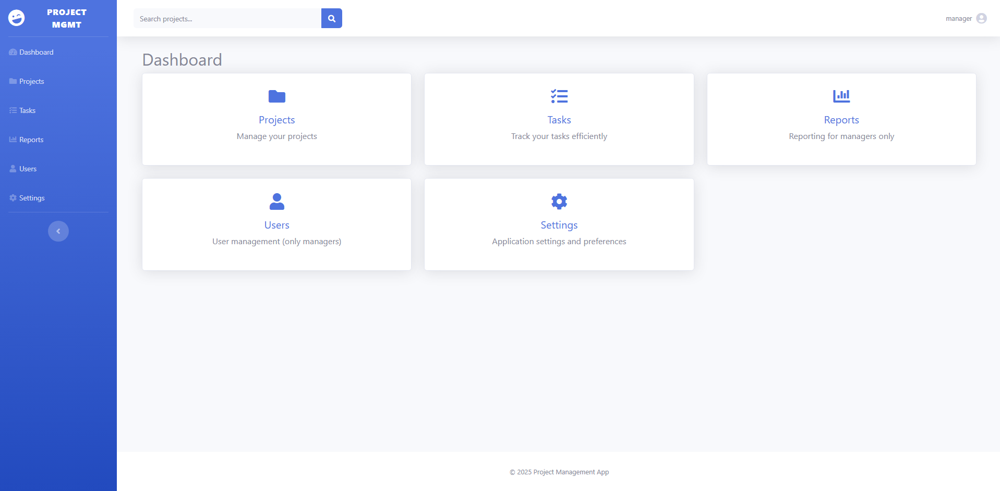 PROJECT
MGMT
Dashboard
Projects
Tasks
Reports
Users
Settings
Search projects...
manager
Dashboard
Projects
Manage your projects
Tasks
Track your tasks efficiently
Reports
Reporting for managers only
Users
User management (only managers)
Settings
Application settings and preferences
© 2025 Project Management App